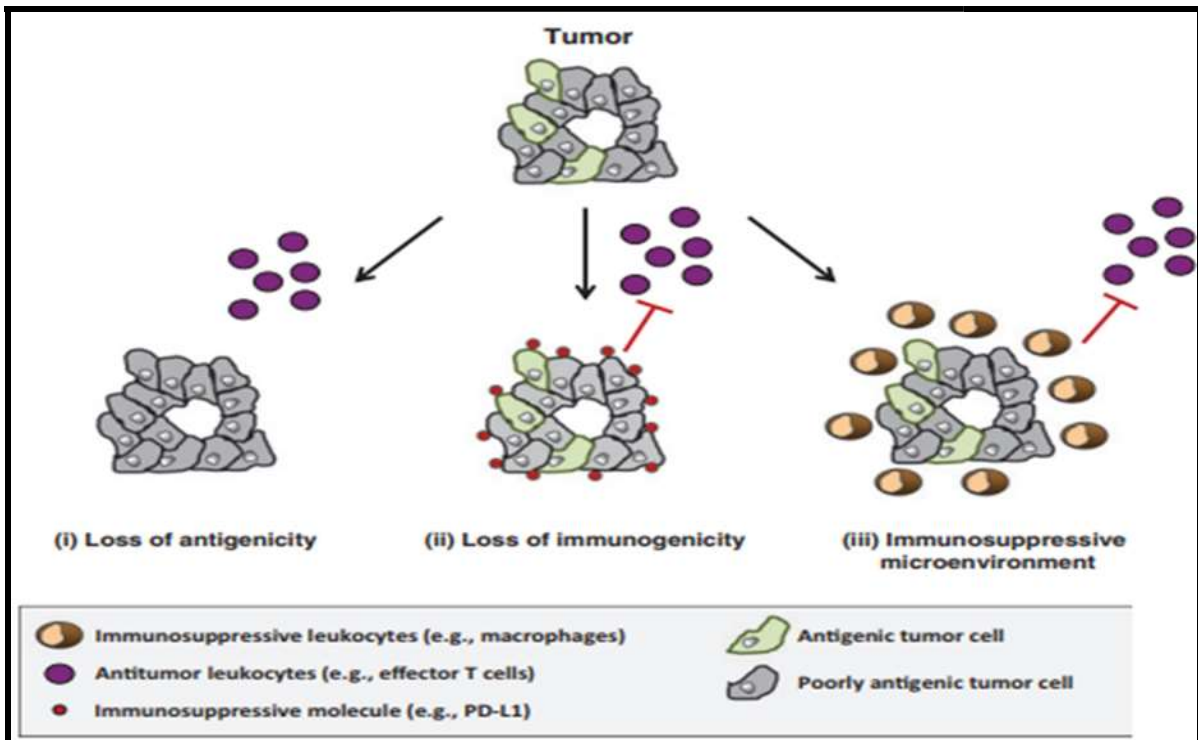 Tumor
(i) Loss of antigenicity
(ii) Loss of immunogenicity
(iii) Immunosuppressive
microenvironment
Immunosuppressive leukocytes (e.g., macrophages)
Antitumor leukocytes (e.g., effector T cells)
Immunosuppressive molecule (e.g., PD-L1)
Antigenic tumor cell
Poorly antigenic tumor cell